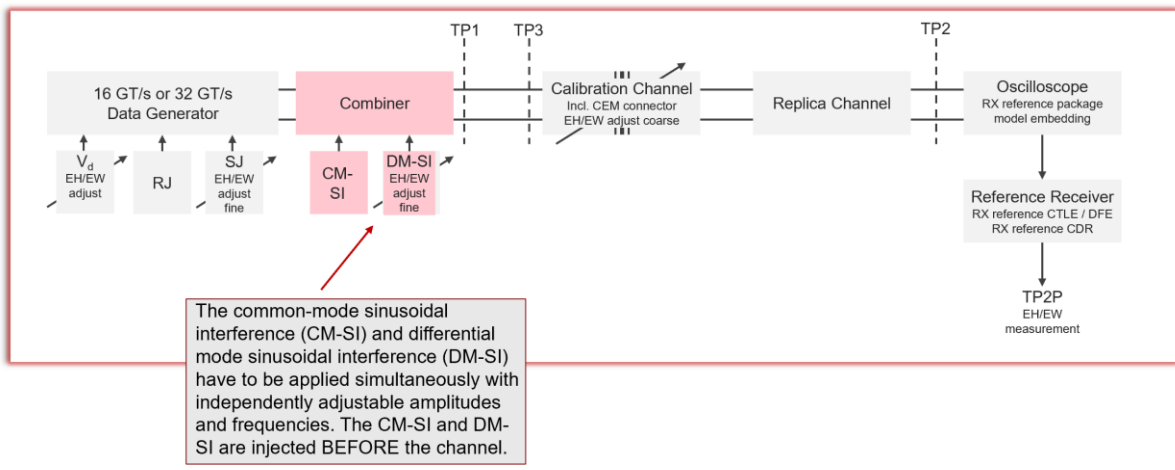 TP1
TP3
TP2
16 GT/s or 32 GT/s
Data Generator
Combiner
Calibration Channel
Incl. CEM connector
EH/EW adjust coarse
Replica Channel
Oscilloscope
RX reference package
model embedding
Vd
EH/EW
adjust
RJ
SJ
EH/EW
adjust
fine
CM-
SI
DM-SI
EH/EW
adjust
fine
Reference Receiver
RX reference CTLE / DFE
RX reference CDR
TP2P
EH/EW
measurement
The common-mode sinusoidal
interference (CM-SI) and differential
mode sinusoidal interference (DM-SI)
have to be applied simultaneously with
independently adjustable amplitudes
and frequencies. The CM-SI and DM-
SI are injected BEFORE the channel.